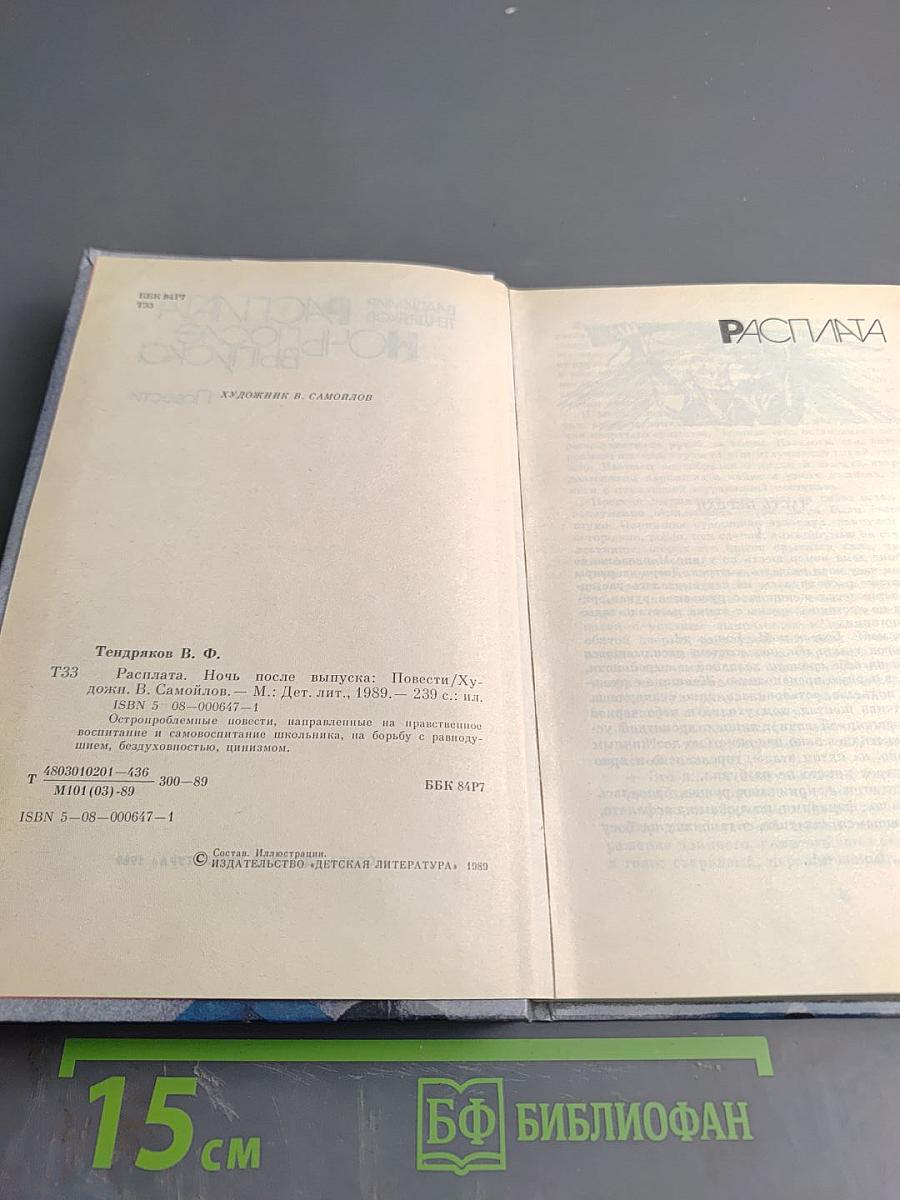 ББК 84Р7
Т33
ХУДОЖНИК В. САМОЙЛОВ
Тендряков В. Ф.
Т33 Расплата. Ночь после выпуска: Повести/Ху-
дожн. В. Самойлов.— М.: Дет. лит., 1989.— 239 с.: ил.
ISBN 5—08—000647—1
Остропроблемные повести, направленные на нравственное
воспитание и самовоспитание школьника, на борьбу с равноду-
шием, бездуховностью, цинизмом.
Т 4803010201—436 300—89
М101(03)-89
ББК 84Р7
ISBN 5—08—000647—1
© Состав. Иллюстрации.
ИЗДАТЕЛЬСТВО «ДЕТСКАЯ ЛИТЕРАТУРА» 1989
РАСПЛАТА
15 см
БФ БИБЛИОФАН